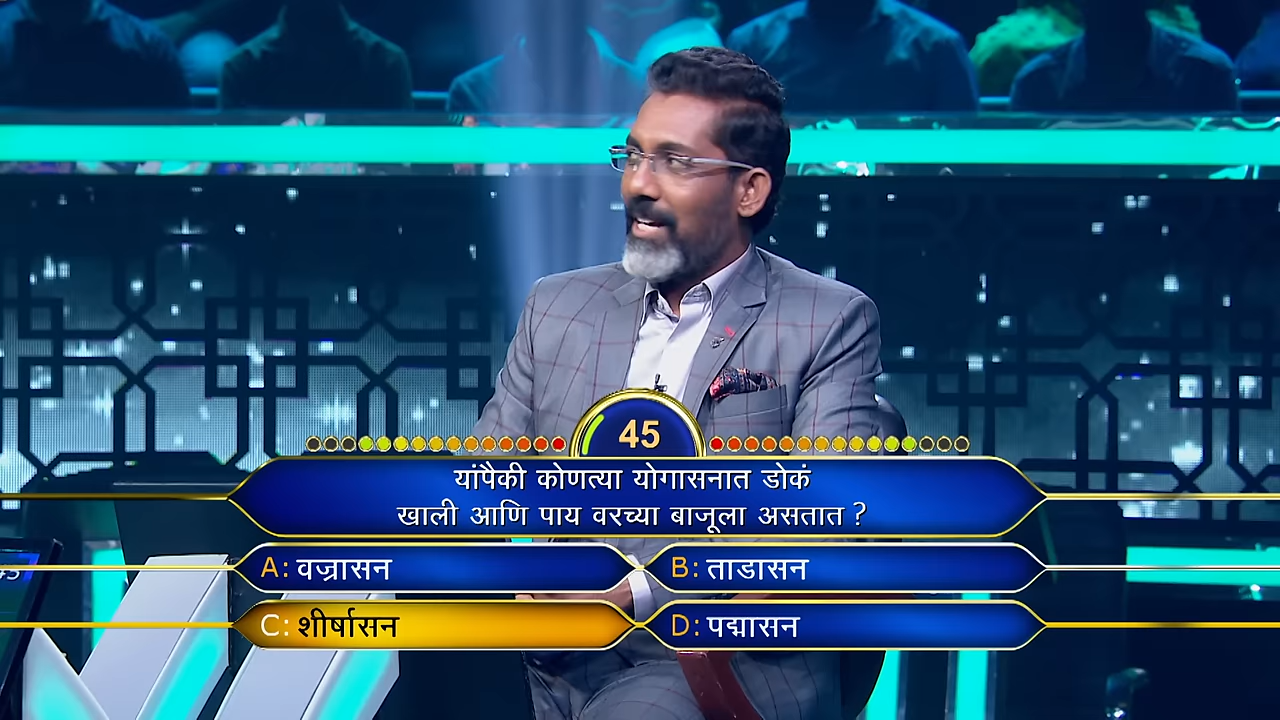 45
यांपैकी कोणत्या योगासनात डोकं
खाली आणि पाय वरच्या बाजूला असतात ?
A: वज्रासन
B: ताडासन
C: शीर्षासन
D: पद्मासन